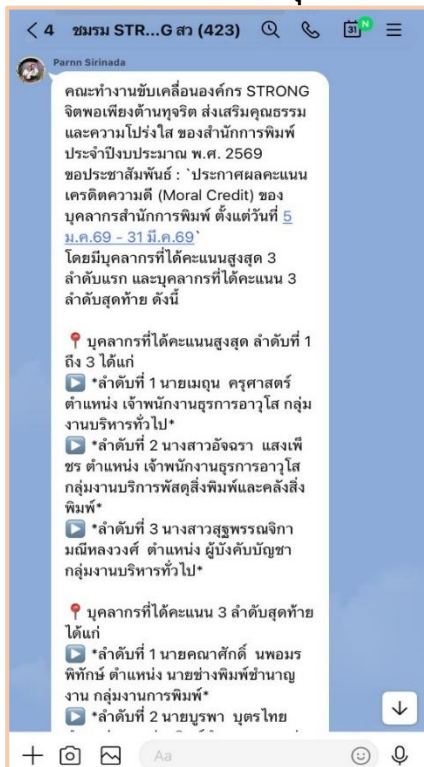 4 ชมรม STR...G สว (423)
31 N
Parnn Sirinada
คณะทำงานขับเคลื่อนองค์กร STRONG
จิตพอเพียงต้านทุจริต ส่งเสริมคุณธรรม
และความโปร่งใส ของสำนักการพิมพ์
ประจำปีงบประมาณ พ.ศ. 2569
ขอประชาสัมพันธ์ : `ประกาศผลคะแนน
เครดิตความดี (Moral Credit) ของ
บุคลากรสำนักการพิมพ์ ตั้งแต่วันที่ 5
ม.ค.69 - 31 มี.ค.69`
โดยมีบุคลากรที่ได้คะแนนสูงสุด 3
ลำดับแรก และบุคลากรที่ได้คะแนน 3
ลำดับสุดท้าย ดังนี้
📍 บุคลากรที่ได้คะแนนสูงสุด ลำดับที่ 1
ถึง 3 ได้แก่
▶️ *ลำดับที่ 1 นายเมฤน ครุศาสตร์
ตำแหน่ง เจ้าพนักงานธุรการอาวุโส กลุ่ม
งานบริหารทั่วไป*
▶️ *ลำดับที่ 2 นางสาวอัจฉรา แสงเพ็
ชร ตำแหน่ง เจ้าพนักงานธุรการอาวุโส
กลุ่มงานบริการพัสดุสิ่งพิมพ์และคลังสิ่ง
พิมพ์*
▶️ *ลำดับที่ 3 นางสาวสุฐพรรณจิกา
มณีหลวงวงศ์ ตำแหน่ง ผู้บังคับบัญชา
กลุ่มงานบริหารทั่วไป*
📍 บุคลากรที่ได้คะแนน 3 ลำดับสุดท้าย
ได้แก่
▶️ *ลำดับที่ 1 นายคณาศักดิ์ นพอมร
พิทักษ์ ตำแหน่ง นายช่างพิมพ์ชำนาญ
งาน กลุ่มงานการพิมพ์*
▶️ *ลำดับที่ 2 นายบูรพา บุตรไทย
Aa